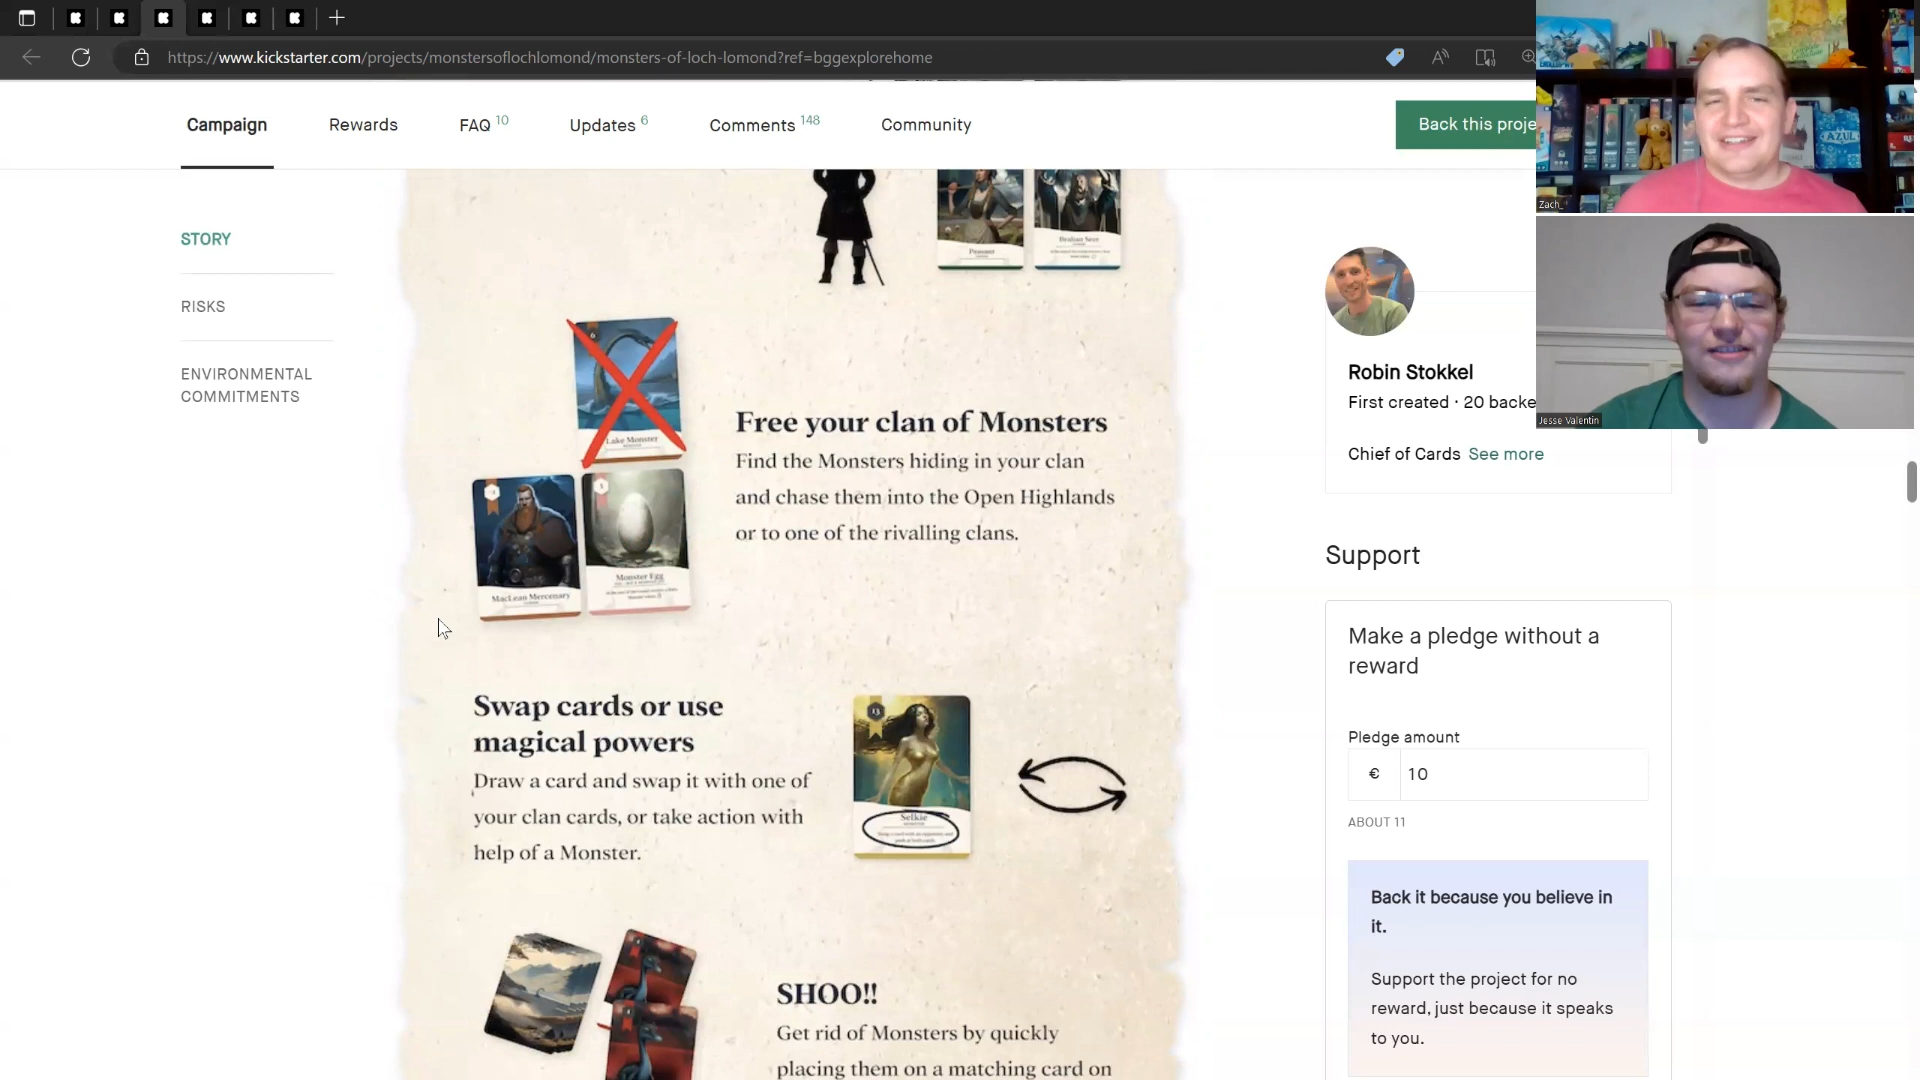 https://www.kickstarter.com/projects/monstersoflochlomond/monsters-of-loch-lomond?ref=bggexplorehome
Campaign
Rewards
FAQ 10
Updates 6
Comments 148
Community
Back this proje
STORY
RISKS
ENVIRONMENTAL
COMMITMENTS
Peasant
Brahan Seer
6
Lake Monster
Free your clan of Monsters
Find the Monsters hiding in your clan
and chase them into the Open Highlands
or to one of the rivalling clans.
MacLean Mercenary
Monster Egg
Swap cards or use
magical powers
Draw a card and swap it with one of
your clan cards, or take action with
help of a Monster.
13
Selkie
SHOO!!
Get rid of Monsters by quickly
placing them on a matching card on
Robin Stokkel
First created · 20 backe
Chief of Cards See more
Support
Make a pledge without a
reward
Pledge amount
€ 10
ABOUT 11
Back it because you believe in
it.
Support the project for no
reward, just because it speaks
to you.
Zach_
AZUL
Jesse Valentin